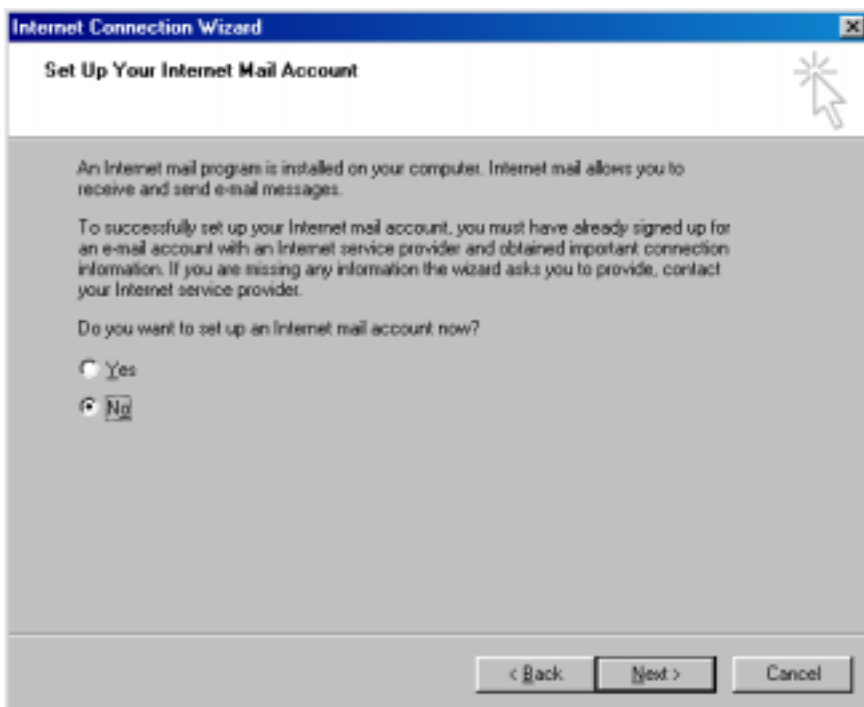 Internet Connection Wizard
Set Up Your Internet Mail Account
An Internet mail program is installed on your computer. Internet mail allows you to
receive and send e-mail messages.
To successfully set up your Internet mail account, you must have already signed up for
an e-mail account with an Internet service provider and obtained important connection
information. If you are missing any information the wizard asks you to provide, contact
your Internet service provider.
Do you want to set up an Internet mail account now?
Yes
No
< Back
Next >
Cancel